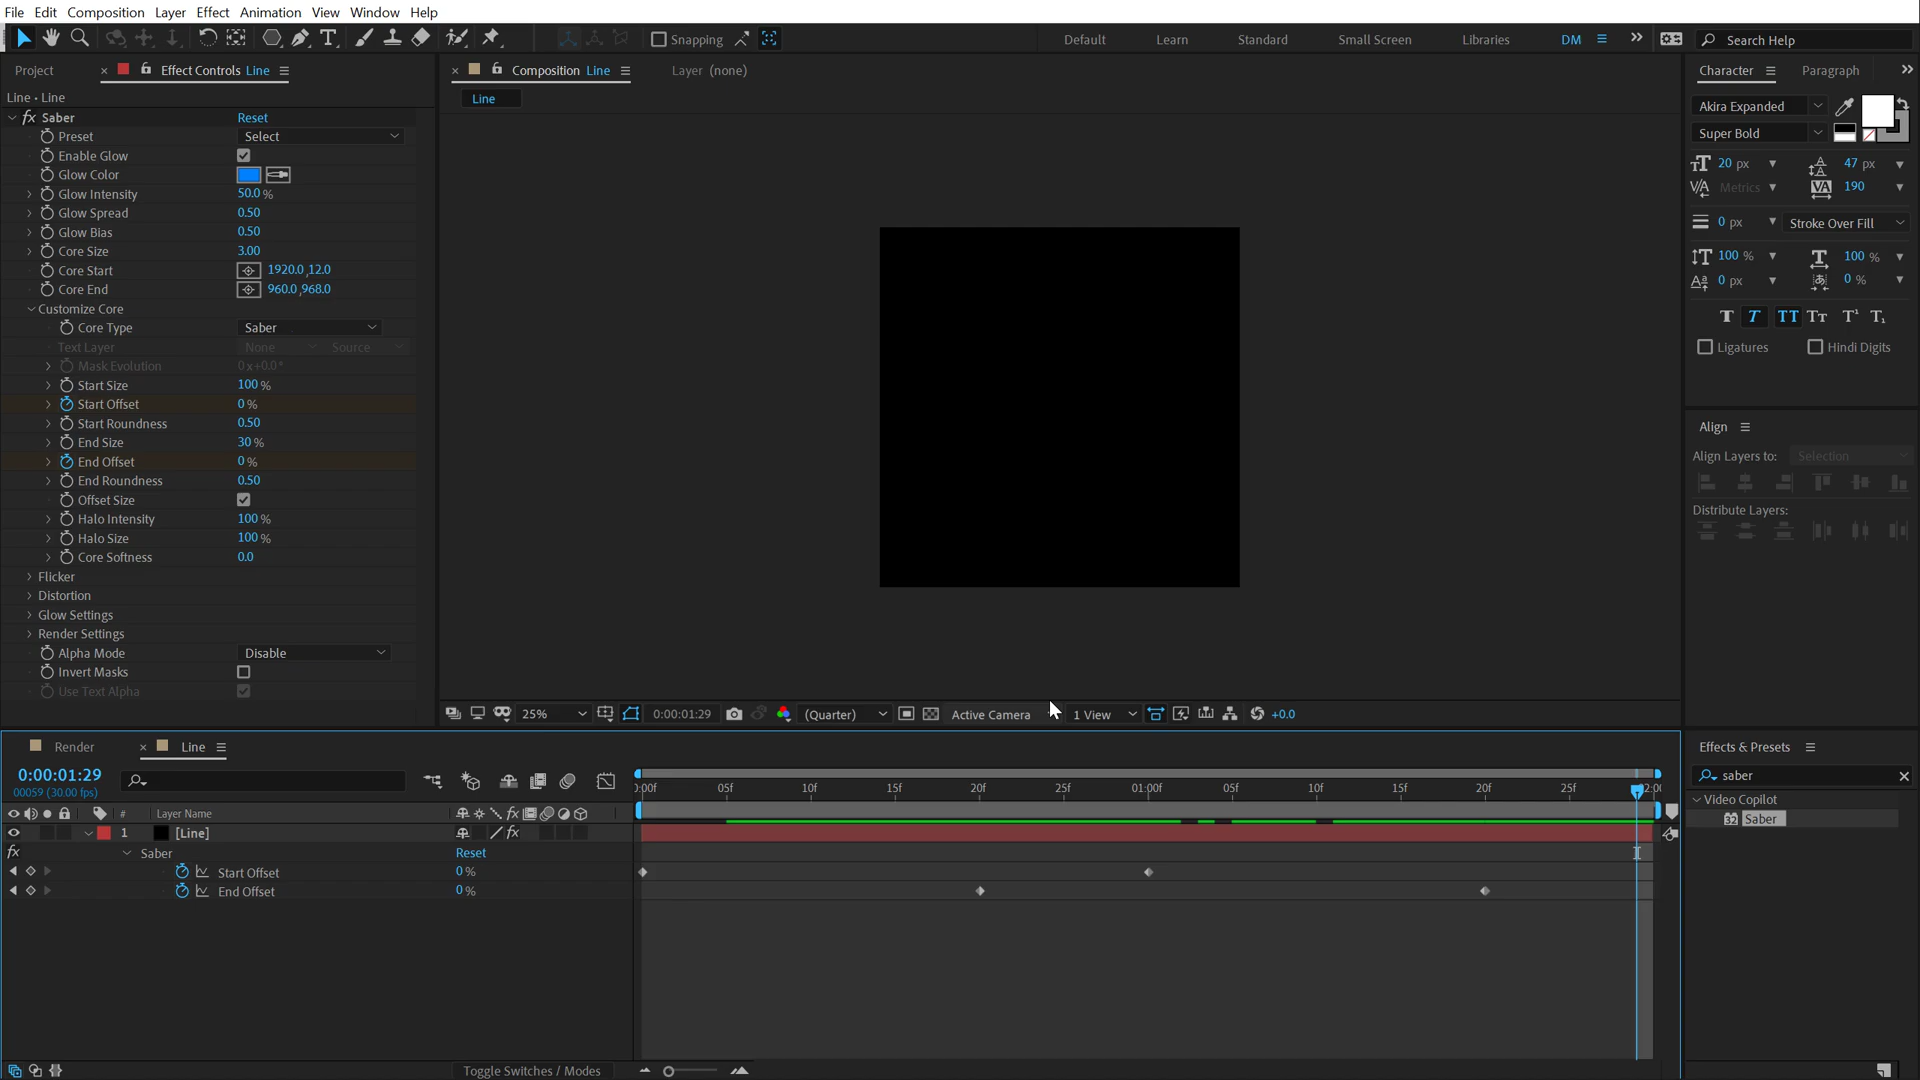 File Edit Composition Layer Effect Animation View Window Help
Snapping
Default Learn Standard Small Screen Libraries DM
Search Help
Project Effect Controls Line
Composition Line Layer (none)
Character Paragraph
Line • Line
Line
Saber Reset
Preset Select
Enable Glow
Glow Color
Glow Intensity 50.0 %
Glow Spread 0.50
Glow Bias 0.50
Core Size 3.00
Core Start 1920.0,12.0
Core End 960.0,968.0
Customize Core
Core Type Saber
Text Layer None Source
Mask Evolution 0x+0.0°
Start Size 100 %
Start Offset 0 %
Start Roundness 0.50
End Size 30 %
End Offset 0 %
End Roundness 0.50
Offset Size
Halo Intensity 100 %
Halo Size 100 %
Core Softness 0.0
Flicker
Distortion
Glow Settings
Render Settings
Alpha Mode Disable
Invert Masks
Use Text Alpha
Akira Expanded
Super Bold
20 px 47 px
Metrics 190
0 px Stroke Over Fill
100 % 100 %
0 px 0 %
T T TT Tt T¹ T₁
Ligatures Hindi Digits
Align
Align Layers to: Selection
Distribute Layers:
25% 0:00:01:29 (Quarter) Active Camera 1 View +0.0
Render Line
0:00:01:29
00059 (30.00 fps)
0:00f 05f 10f 20f 25f 01:00f 05f 10f 15f 20f 25f 02:00
# Layer Name
1 [Line]
Saber Reset
Start Offset 0 %
End Offset 0 %
Toggle Switches / Modes
Effects & Presets
saber
Video Copilot
32 Saber